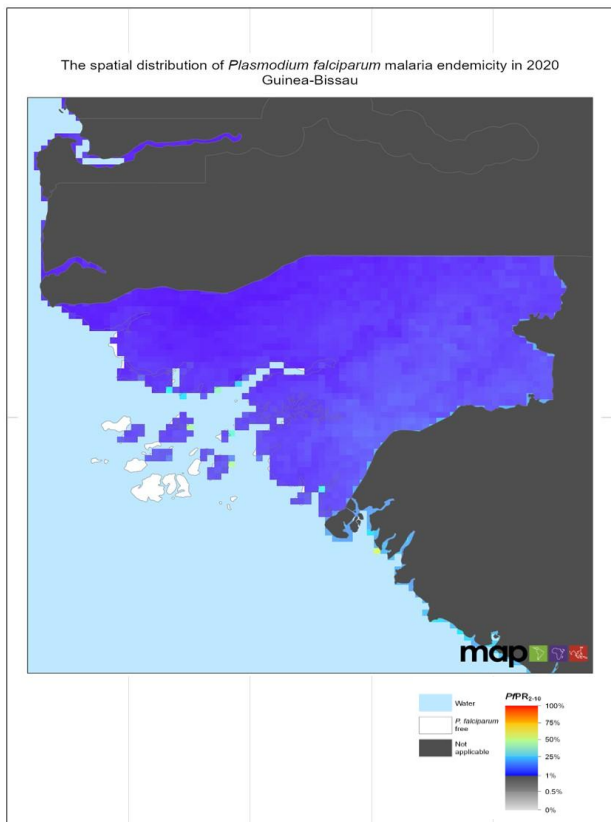 The spatial distribution of Plasmodium falciparum malaria endemicity in 2020
Guinea-Bissau
map
Water
P. falciparum
free
Not
applicable
PfPR2-10
100%
75%
50%
25%
1%
0.5%
0%